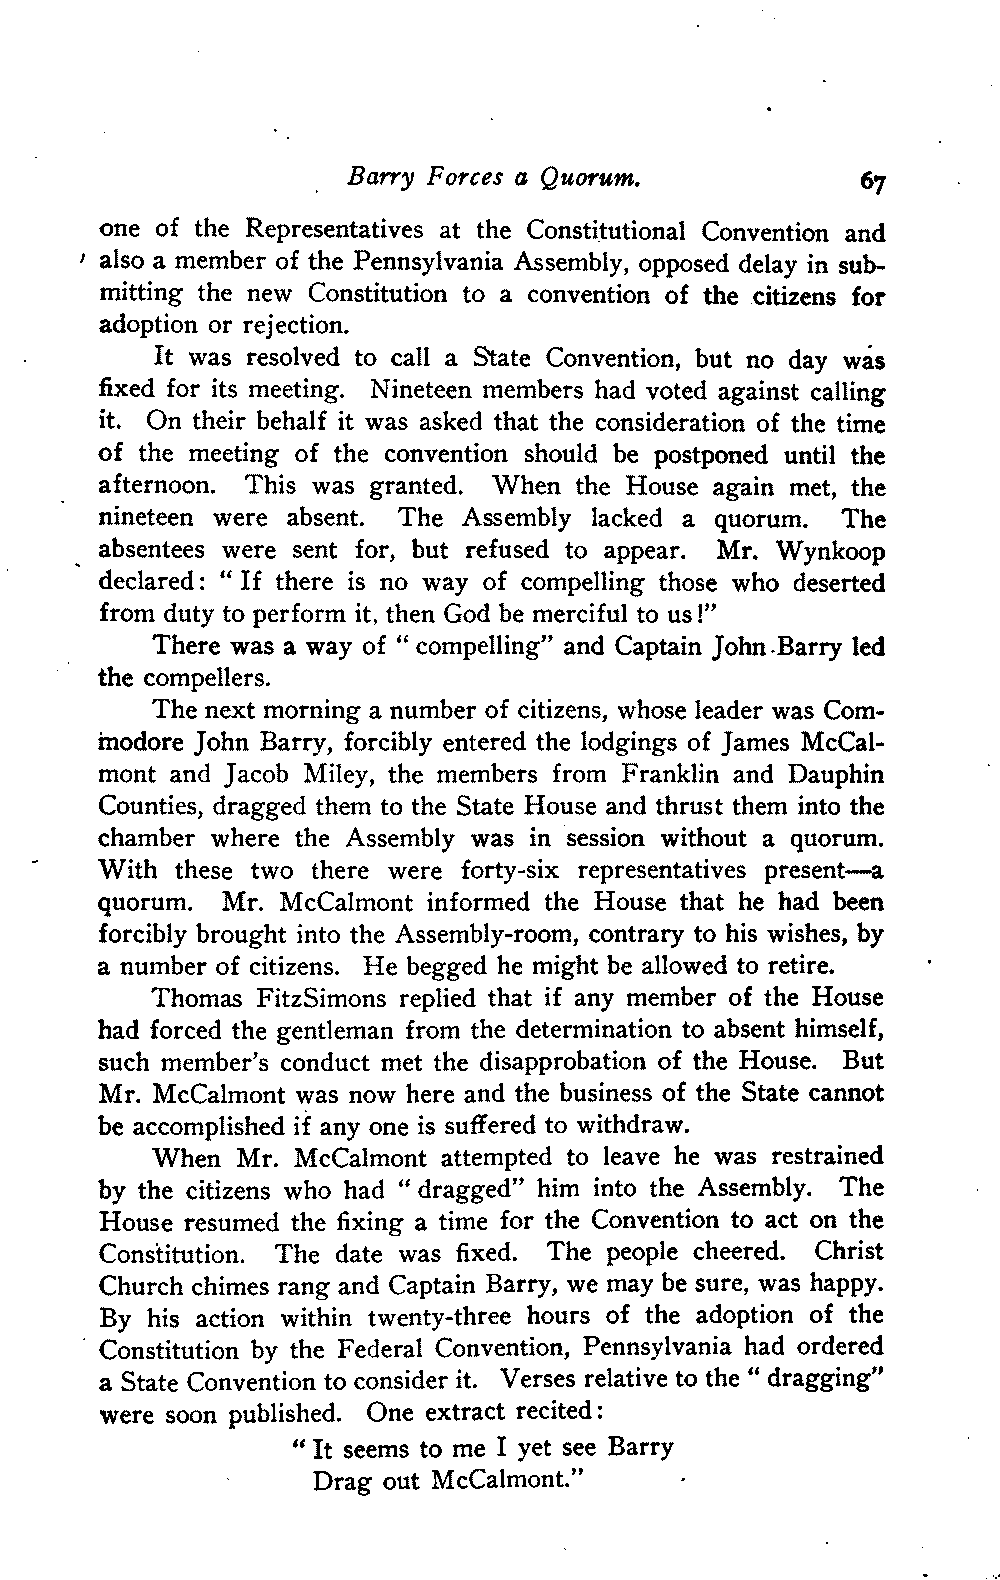 Barry Forces a Quorum. 67
one of the Representatives at the Constitutional Convention and
also a member of the Pennsylvania Assembly, opposed delay in sub-
mitting the new Constitution to a convention of the citizens for
adoption or rejection.
It was resolved to call a State Convention, but no day was
fixed for its meeting. Nineteen members had voted against calling
it. On their behalf it was asked that the consideration of the time
of the meeting of the convention should be postponed until the
afternoon. This was granted. When the House again met, the
nineteen were absent. The Assembly lacked a quorum. The
absentees were sent for, but refused to appear. Mr. Wynkoop
declared: " If there is no way of compelling those who deserted
from duty to perform it, then God be merciful to us!"
There was a way of " compelling" and Captain John Barry led
the compellers.
The next morning a number of citizens, whose leader was Com-
modore John Barry, forcibly entered the lodgings of James McCal-
mont and Jacob Miley, the members from Franklin and Dauphin
Counties, dragged them to the State House and thrust them into the
chamber where the Assembly was in session without a quorum.
With these two there were forty-six representatives present—a
quorum. Mr. McCalmont informed the House that he had been
forcibly brought into the Assembly-room, contrary to his wishes, by
a number of citizens. He begged he might be allowed to retire.
Thomas FitzSimons replied that if any member of the House
had forced the gentleman from the determination to absent himself,
such member's conduct met the disapprobation of the House. But
Mr. McCalmont was now here and the business of the State cannot
be accomplished if any one is suffered to withdraw.
When Mr. McCalmont attempted to leave he was restrained
by the citizens who had " dragged" him into the Assembly. The
House resumed the fixing a time for the Convention to act on the
Constitution. The date was fixed. The people cheered. Christ
Church chimes rang and Captain Barry, we may be sure, was happy.
By his action within twenty-three hours of the adoption of the
Constitution by the Federal Convention, Pennsylvania had ordered
a State Convention to consider it. Verses relative to the " dragging"
were soon published. One extract recited:
" It seems to me I yet see Barry
Drag out McCalmont."